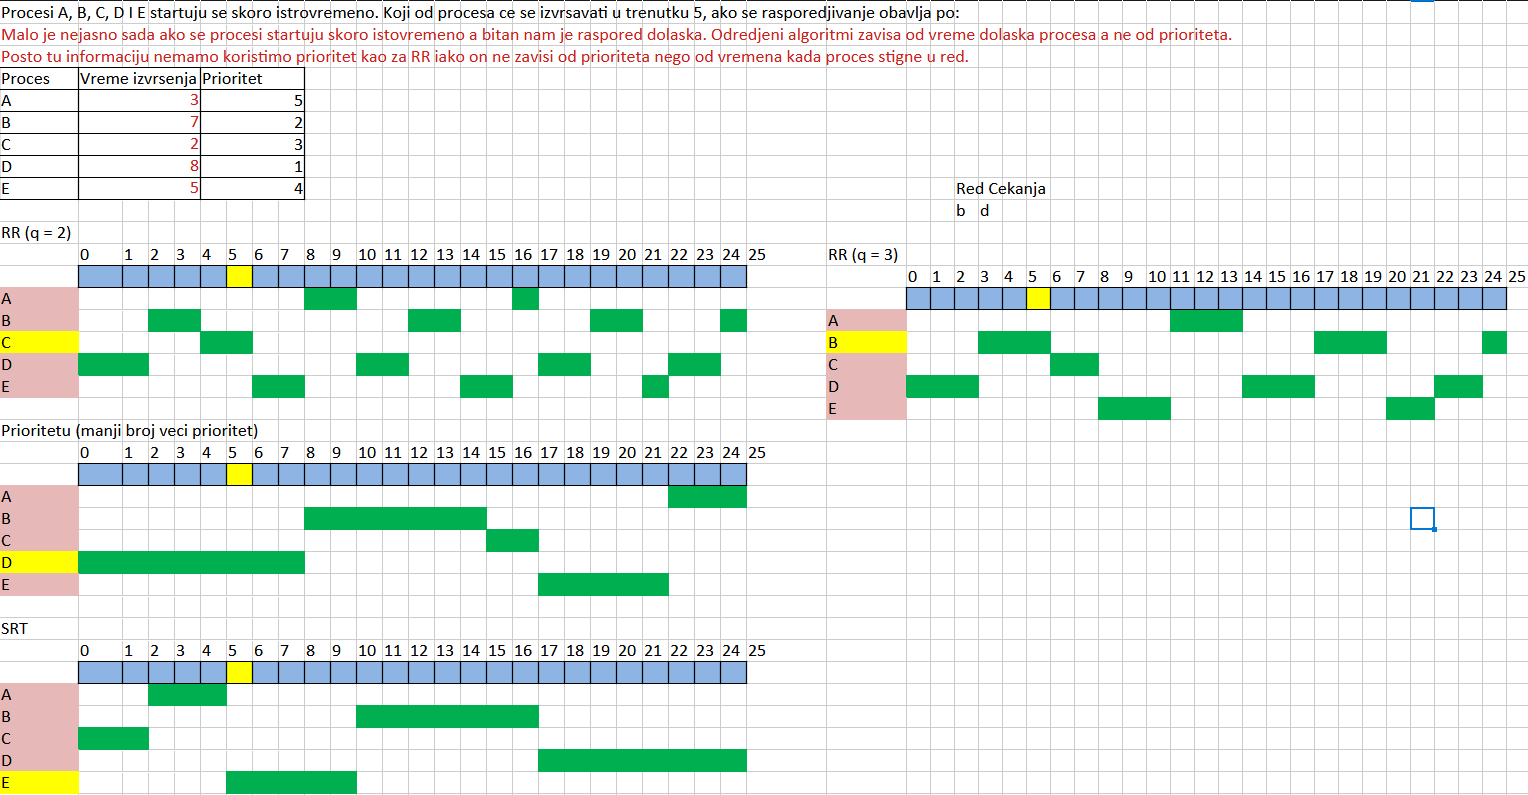 Procesi A, B, C, D I E startuju se skoro istrovremeno. Koji od procesa ce se izvrsavati u trenutku 5, ako se rasporedjivanje obavlja po:
Malo je nejasno sada ako se procesi startuju skoro istovremeno a bitan nam je raspored dolaska. Odredjeni algoritmi zavisa od vreme dolaska procesa a ne od prioriteta.
Posto tu informaciju nemamo koristimo prioritet kao za RR iako on ne zavisi od prioriteta nego od vremena kada proces stigne u red.
Proces Vreme izvrsenja Prioritet
A 3 5
B 7 2
C 2 3
D 8 1
E 5 4
Red Cekanja
b d
RR (q = 2)
0 1 2 3 4 5 6 7 8 9 10 11 12 13 14 15 16 17 18 19 20 21 22 23 24 25
A
B
C
D
E
RR (q = 3)
0 1 2 3 4 5 6 7 8 9 10 11 12 13 14 15 16 17 18 19 20 21 22 23 24 25
A
B
C
D
E
Prioritetu (manji broj veci prioritet)
0 1 2 3 4 5 6 7 8 9 10 11 12 13 14 15 16 17 18 19 20 21 22 23 24 25
A
B
C
D
E
SRT
0 1 2 3 4 5 6 7 8 9 10 11 12 13 14 15 16 17 18 19 20 21 22 23 24 25
A
B
C
D
E